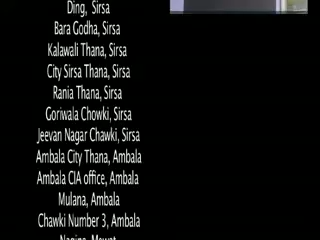 Ding, Sirsa
Bara Godha, Sirsa
Kalawali Thana, Sirsa
City Sirsa Thana, Sirsa
Rania Thana, Sirsa
Goriwala Chowki, Sirsa
Jeevan Nagar Chawki, Sirsa
Ambala City Thana, Ambala
Ambala CIA office, Ambala
Mulana, Ambala
Chawki Number 3, Ambala